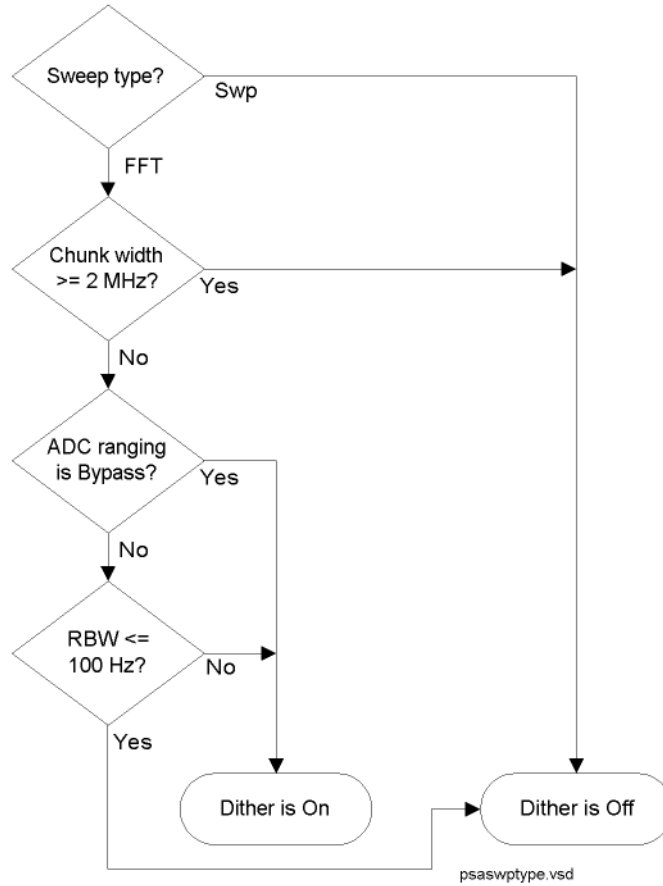 Sweep type?
Swp
FFT
Chunk width
>= 2 MHz?
Yes
No
ADC ranging
is Bypass?
Yes
No
RBW <=
100 Hz?
No
Yes
Dither is On
Dither is Off
psaswptype.vsd